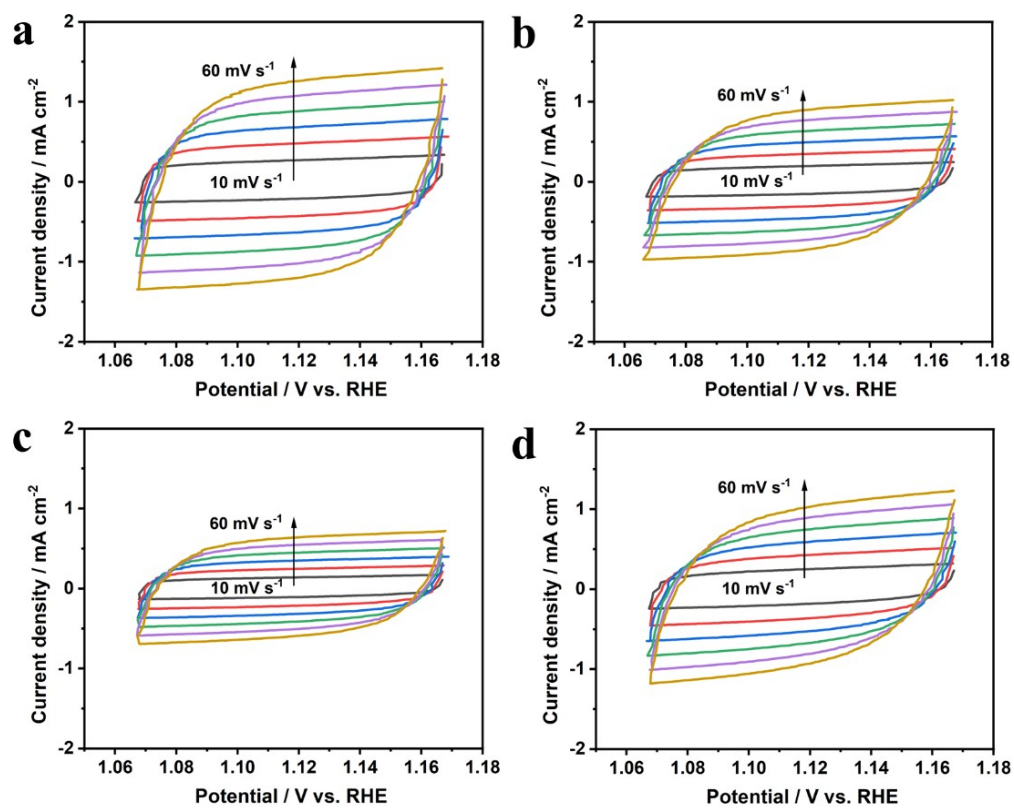 a
2
1
0
-1
-2
Current density / mA cm⁻²
60 mV s⁻¹
10 mV s⁻¹
1.06 1.08 1.10 1.12 1.14 1.16 1.18
Potential / V vs. RHE
b
2
1
0
-1
-2
Current density / mA cm⁻²
60 mV s⁻¹
10 mV s⁻¹
1.06 1.08 1.10 1.12 1.14 1.16 1.18
Potential / V vs. RHE
c
2
1
0
-1
-2
Current density / mA cm⁻²
60 mV s⁻¹
10 mV s⁻¹
1.06 1.08 1.10 1.12 1.14 1.16 1.18
Potential / V vs. RHE
d
2
1
0
-1
-2
Current density / mA cm⁻²
60 mV s⁻¹
10 mV s⁻¹
1.06 1.08 1.10 1.12 1.14 1.16 1.18
Potential / V vs. RHE